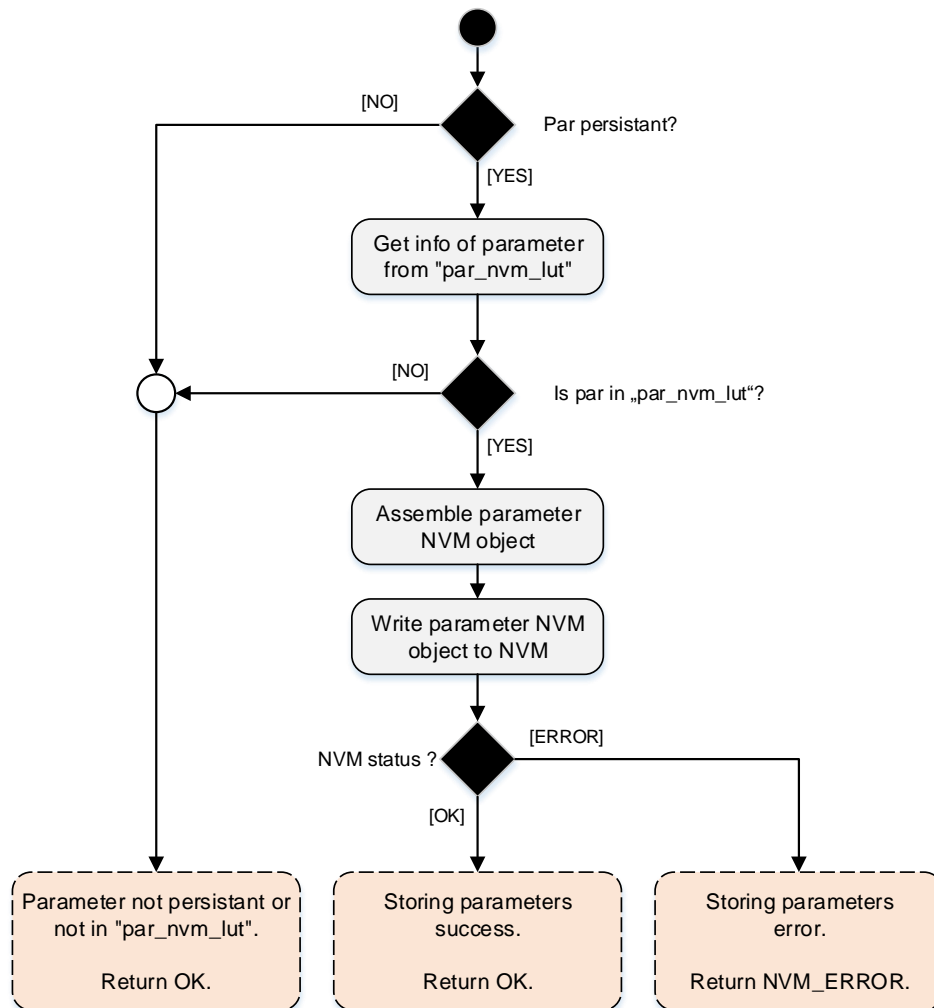 [NO]
Par persistant?
[YES]
Get info of parameter
from "par_nvm_lut"
[NO]
Is par in „par_nvm_lut“?
[YES]
Assemble parameter
NVM object
Write parameter NVM
object to NVM
[ERROR]
NVM status ?
[OK]
Parameter not persistant or
not in "par_nvm_lut".
Return OK.
Storing parameters
success.
Return OK.
Storing parameters
error.
Return NVM_ERROR.